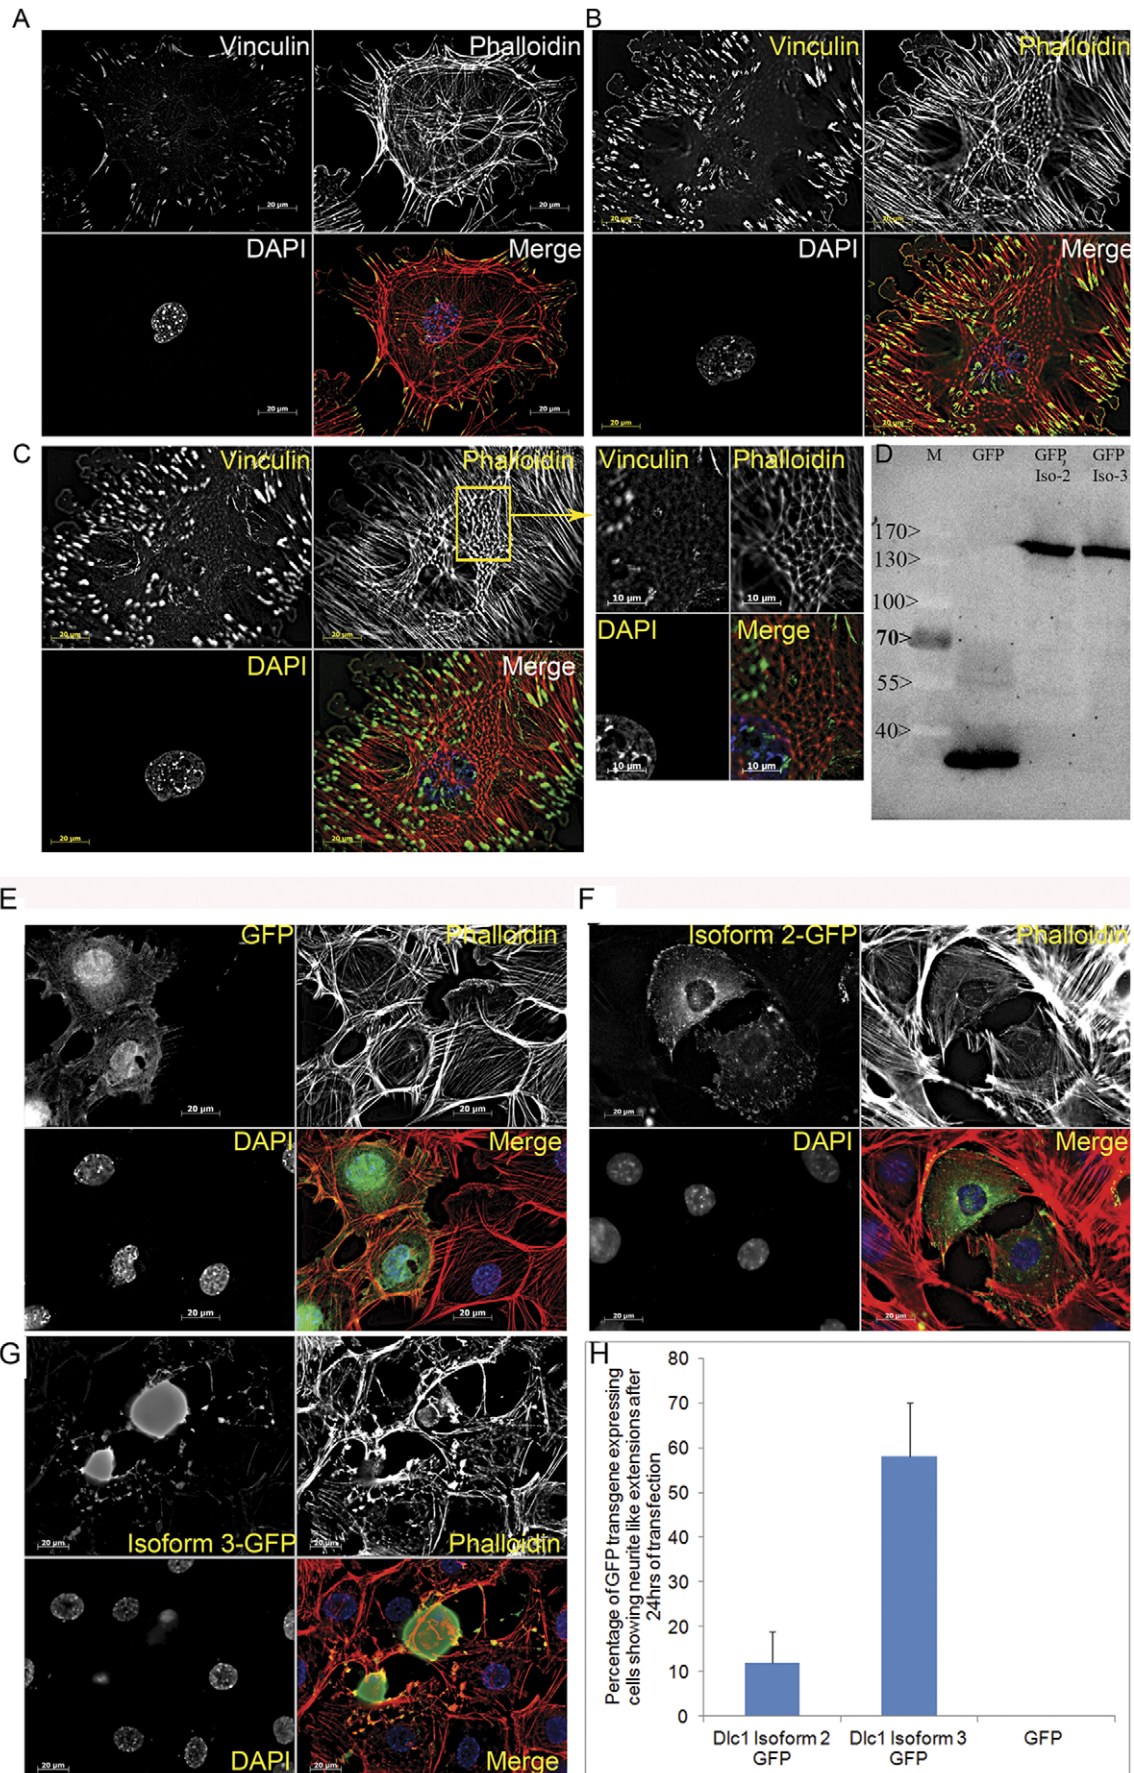 A
Vinculin
Phalloidin
20 µm
20 µm
DAPI
Merge
20 µm
20 µm
B
Vinculin
Phalloidin
20 µm
20 µm
DAPI
Merge
20 µm
20 µm
C
Vinculin
Phalloidin
20 µm
20 µm
DAPI
Merge
20 µm
20 µm
Vinculin
Phalloidin
10 µm
10 µm
DAPI
Merge
10 µm
10 µm
D
M GFP GFP GFP
Iso-2 Iso-3
170>
130>
100>
70>
55>
40>
E
GFP
Phalloidin
20 µm
20 µm
DAPI
Merge
20 µm
20 µm
F
Isoform 2-GFP
Phalloidin
20 µm
20 µm
DAPI
Merge
20 µm
20 µm
G
Isoform 3-GFP
Phalloidin
20 µm
20 µm
DAPI
Merge
20 µm
20 µm
H
Percentage of GFP transgene expressing
cells showing neurite like extensions after
24hrs of transfection
80
70
60
50
40
30
20
10
0
Dlc1 Isoform 2
GFP
Dlc1 Isoform 3
GFP
GFP